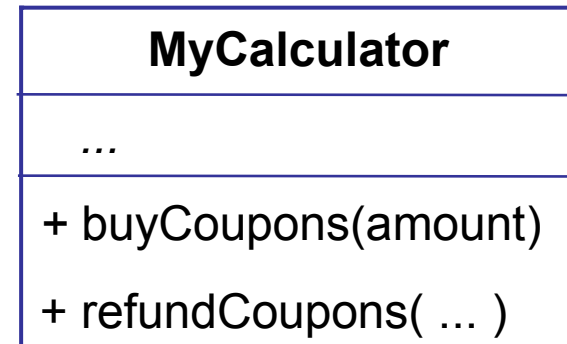 MyCalculator
...
+ buyCoupons(amount)
+ refundCoupons( ... )